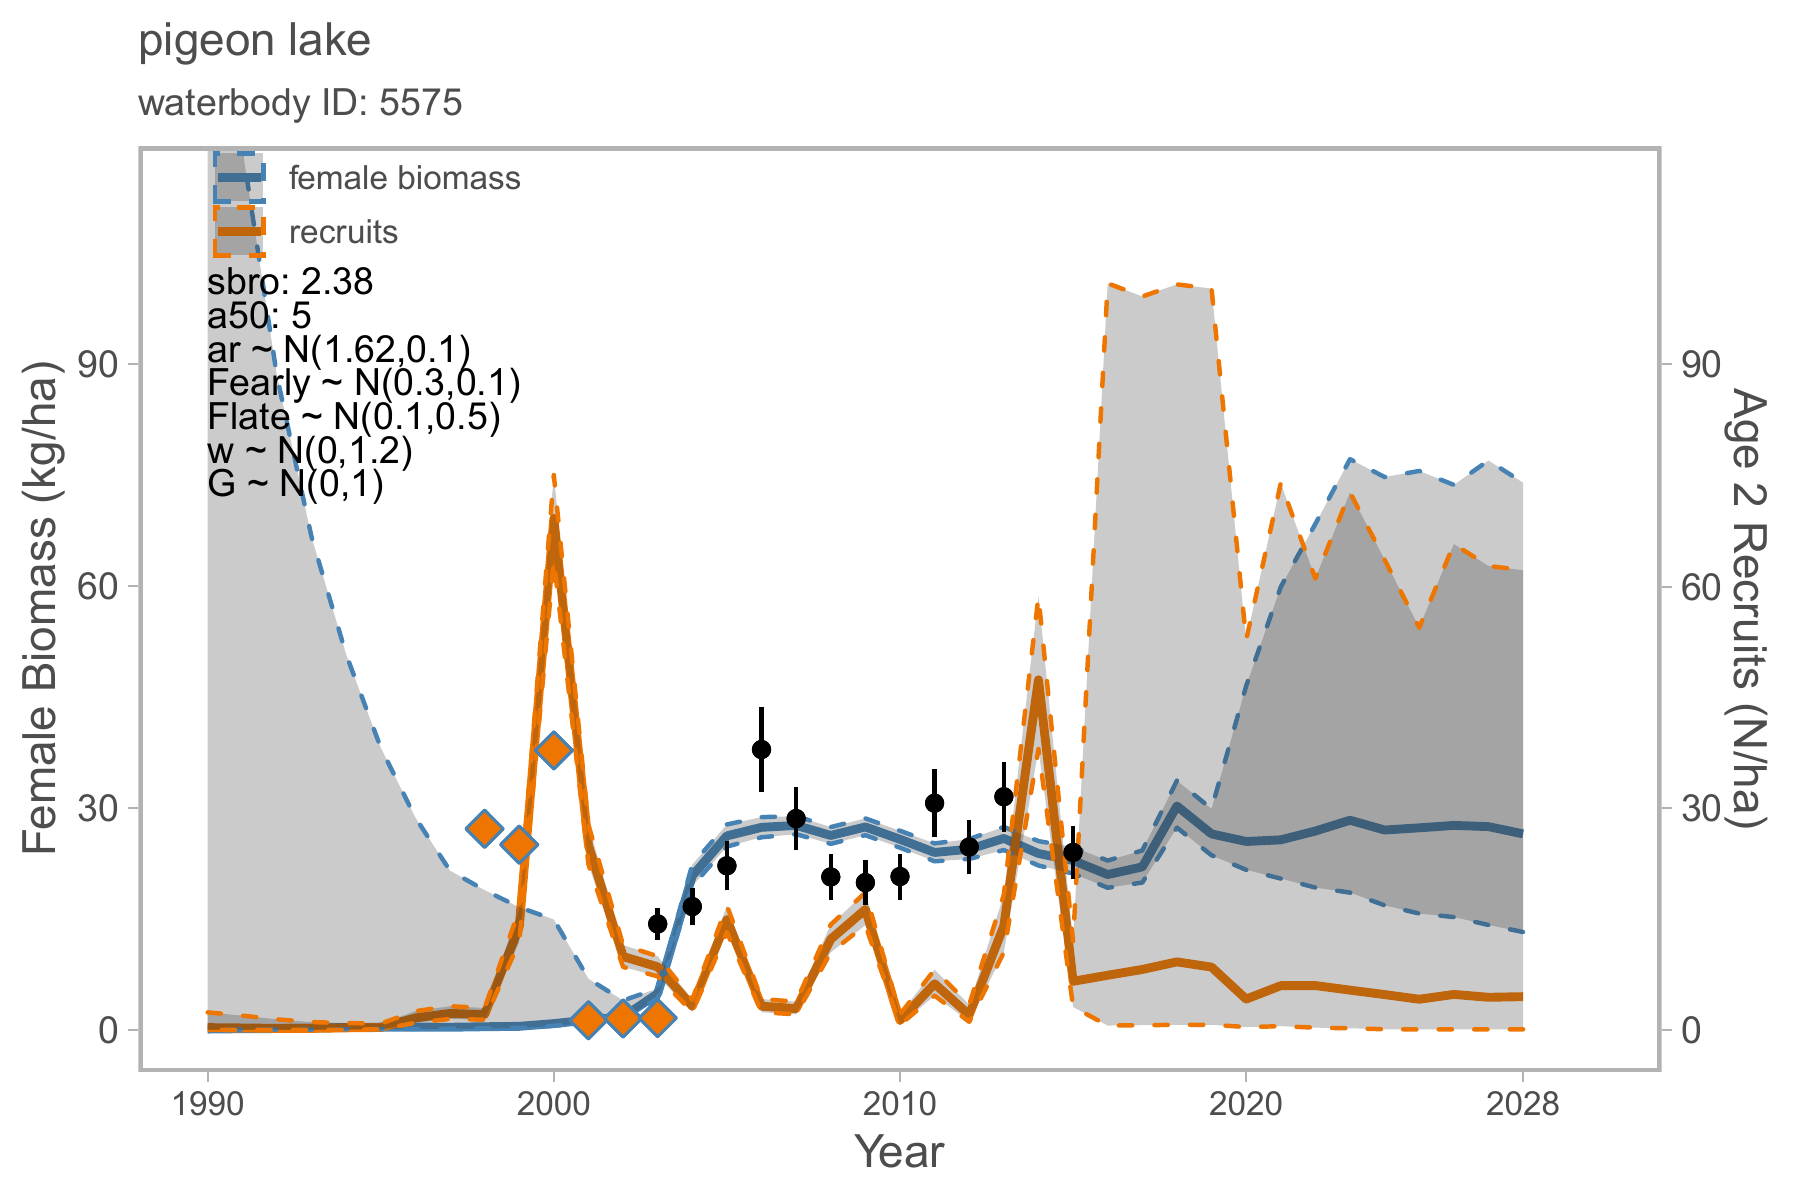 pigeon lake
waterbody ID: 5575
female biomass
recruits
sbro: 2.38
a50: 5
ar ~ N(1.62,0.1)
Fearly ~ N(0.3,0.1)
Flate ~ N(0.1,0.5)
w ~ N(0,1.2)
G ~ N(0,1)
Female Biomass (kg/ha)
90
60
30
0
90
60
30
0
Age 2 Recruits (N/ha)
1990
2000
2010
2020
2028
Year